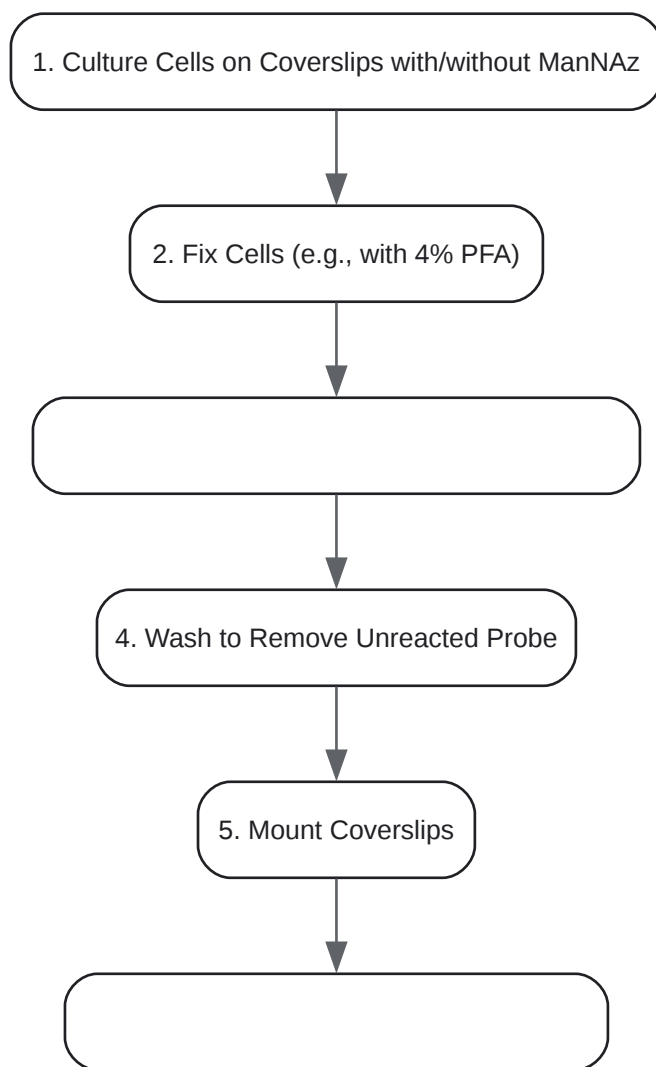 1. Culture Cells on Coverslips with/without ManNAz
2. Fix Cells (e.g., with 4% PFA)
4. Wash to Remove Unreacted Probe
5. Mount Coverslips